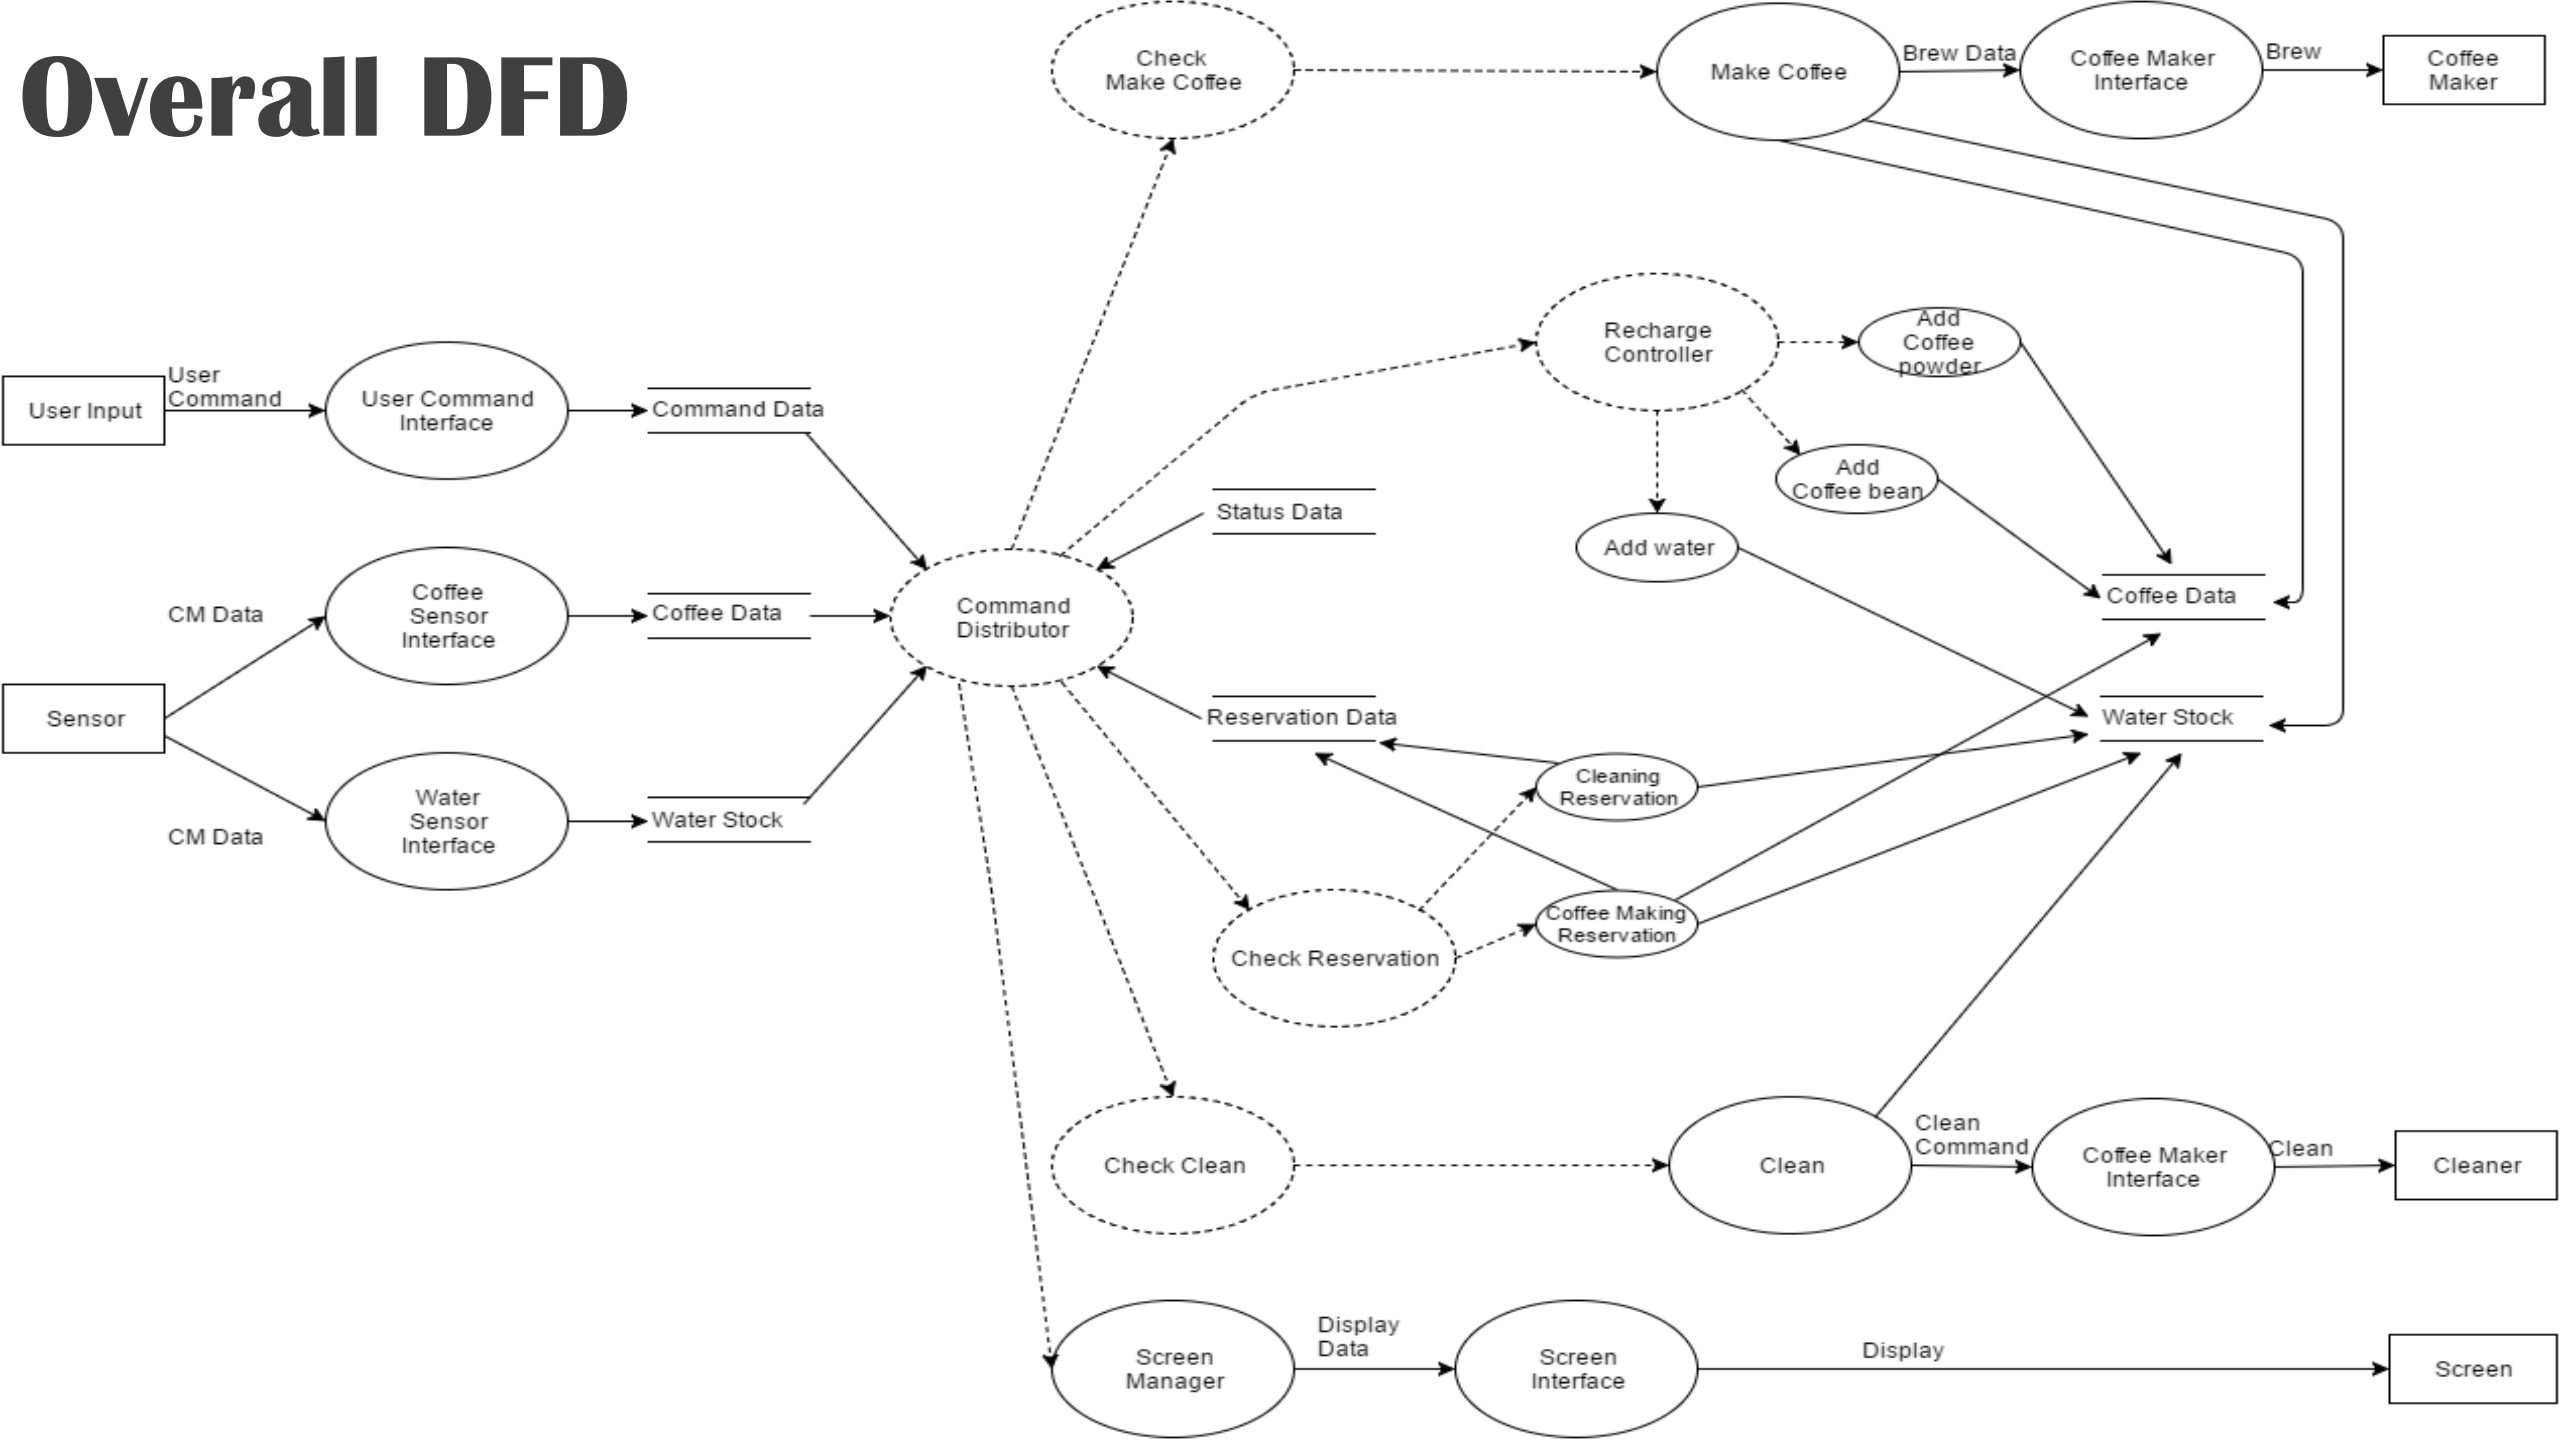 Overall DFD
Check
Make Coffee
Make Coffee
Brew Data
Coffee Maker
Interface
Brew
Coffee
Maker
Recharge
Controller
Add
Coffee
powder
Add
Coffee bean
Add water
User Input
User
Command
User Command
Interface
Command Data
Status Data
CM Data
Coffee
Sensor
Interface
Coffee Data
Command
Distributor
Coffee Data
Sensor
CM Data
Water
Sensor
Interface
Water Stock
Reservation Data
Water Stock
Cleaning
Reservation
Coffee Making
Reservation
Check Reservation
Check Clean
Clean
Clean
Command
Coffee Maker
Interface
Clean
Cleaner
Screen
Manager
Display
Data
Screen
Interface
Display
Screen